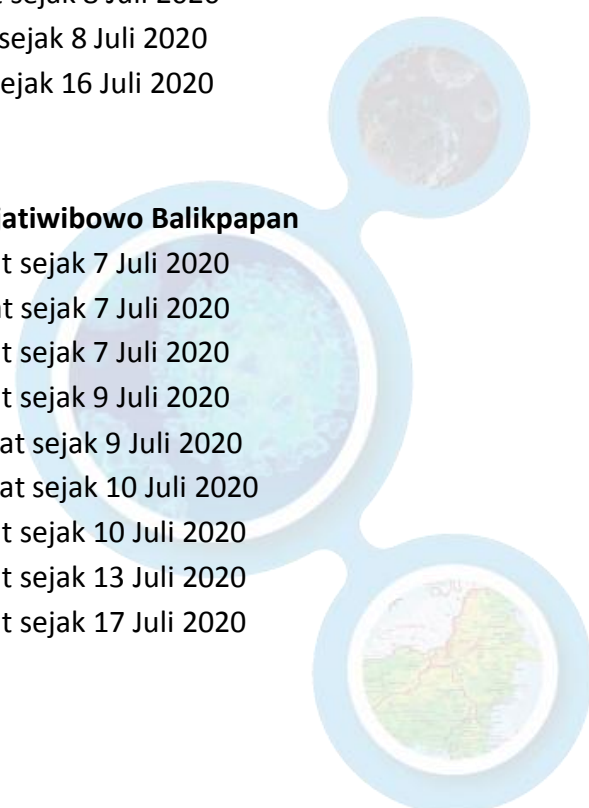 sejak 8 Juli 2020
sejak 8 Juli 2020
sejak 16 Juli 2020
iatiwibowo Balikpapan
t sejak 7 Juli 2020
at sejak 7 Juli 2020
t sejak 7 Juli 2020
t sejak 9 Juli 2020
at sejak 9 Juli 2020
at sejak 10 Juli 2020
t sejak 10 Juli 2020
t sejak 13 Juli 2020
t sejak 17 Juli 2020